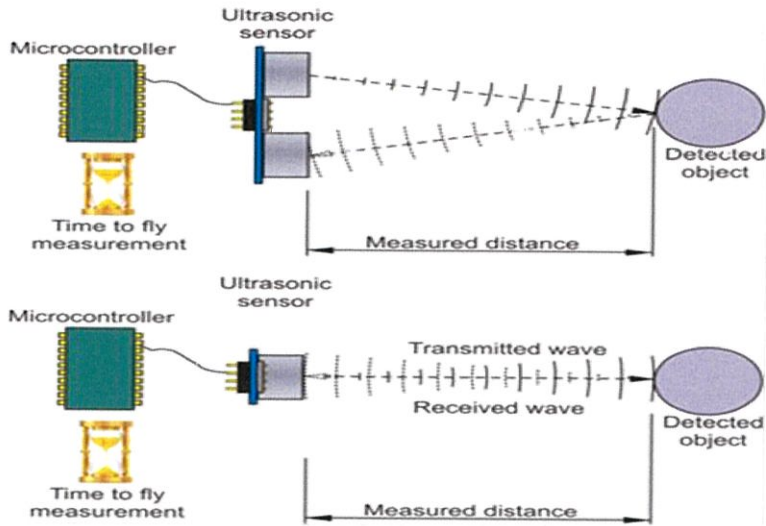 Ultrasonic
sensor
Microcontroller
Time to fly
measurement
Detected
object
Measured distance
Ultrasonic
sensor
Microcontroller
Transmitted wave
Received wave
Detected
object
Time to fly
measurement
Measured distance